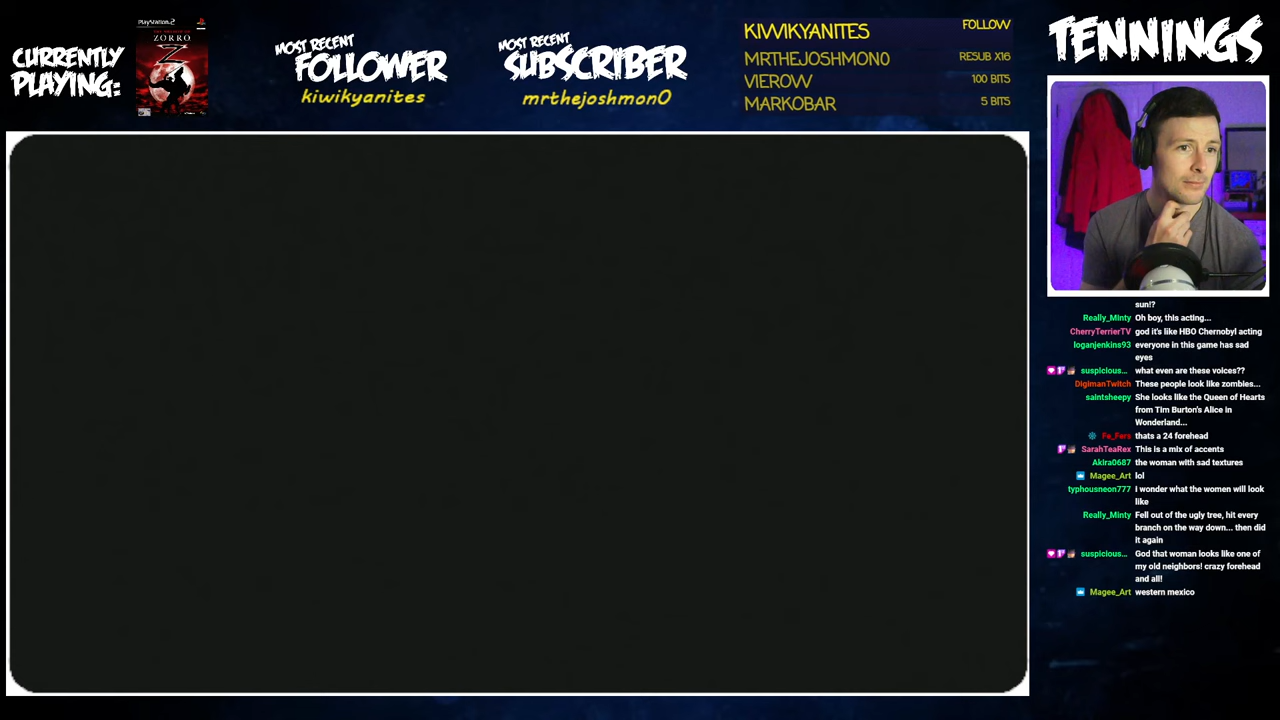 CURRENTLY
PLAYING:
PlayStation.2
ZORRO
MOST RECENT
FOLLOWER
kiwikyanites
MOST RECENT
SUBSCRIBER
mrthejoshmon0
KIWIKYANITES FOLLOW
MRTHEJOSHMON0 RESUB X16
VIEROW 100 BITS
MARKOBAR 5 BITS
TENNINGS
sun!?
Really_Minty Oh boy, this acting...
CherryTerrierTV god it's like HBO Chernobyl acting
loganjenkins93 everyone in this game has sad
eyes
suspicious... what even are these voices??
DigimanTwitch These people look like zombies...
saintsheepy She looks like the Queen of Hearts
from Tim Burton's Alice in
Wonderland...
Fe_Fers thats a 24 forehead
SarahTeaRex This is a mix of accents
Akira0687 the woman with sad textures
Magee_Art lol
typhousneon777 I wonder what the women will look
like
Really_Minty Fell out of the ugly tree, hit every
branch on the way down... then did
it again
suspicious... God that woman looks like one of
my old neighbors! crazy forehead
and all!
Magee_Art western mexico